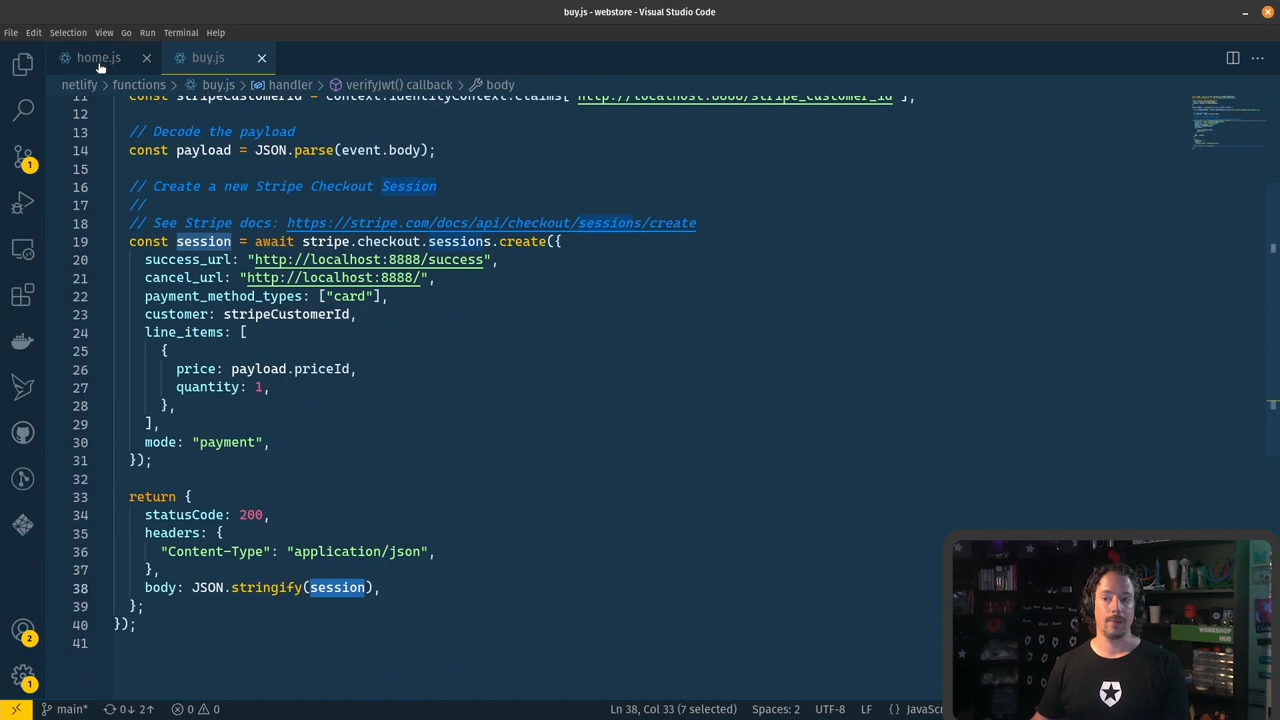 buy.js - webstore - Visual Studio Code
File Edit Selection View Go Run Terminal Help
home.js buy.js
netlify > functions > buy.js > handler > verifyJwt() callback > body
11 const stripeCustomerId = context.identityContext.claims["http://localhost:8888/stripe_customer_id"];
12
13 // Decode the payload
14 const payload = JSON.parse(event.body);
15
16 // Create a new Stripe Checkout Session
17 //
18 // See Stripe docs: https://stripe.com/docs/api/checkout/sessions/create
19 const session = await stripe.checkout.sessions.create({
20 success_url: "http://localhost:8888/success",
21 cancel_url: "http://localhost:8888/",
22 payment_method_types: ["card"],
23 customer: stripeCustomerId,
24 line_items: [
25 {
26 price: payload.priceId,
27 quantity: 1,
28 },
29 ],
30 mode: "payment",
31 });
32
33 return {
34 statusCode: 200,
35 headers: {
36 "Content-Type": "application/json",
37 },
38 body: JSON.stringify(session),
39 };
40 });
41
1
2
1
WORKSHOP
HUB
main* 0↓ 2↑ 0 0 Ln 38, Col 33 (7 selected) Spaces: 2 UTF-8 LF {} JavaScr